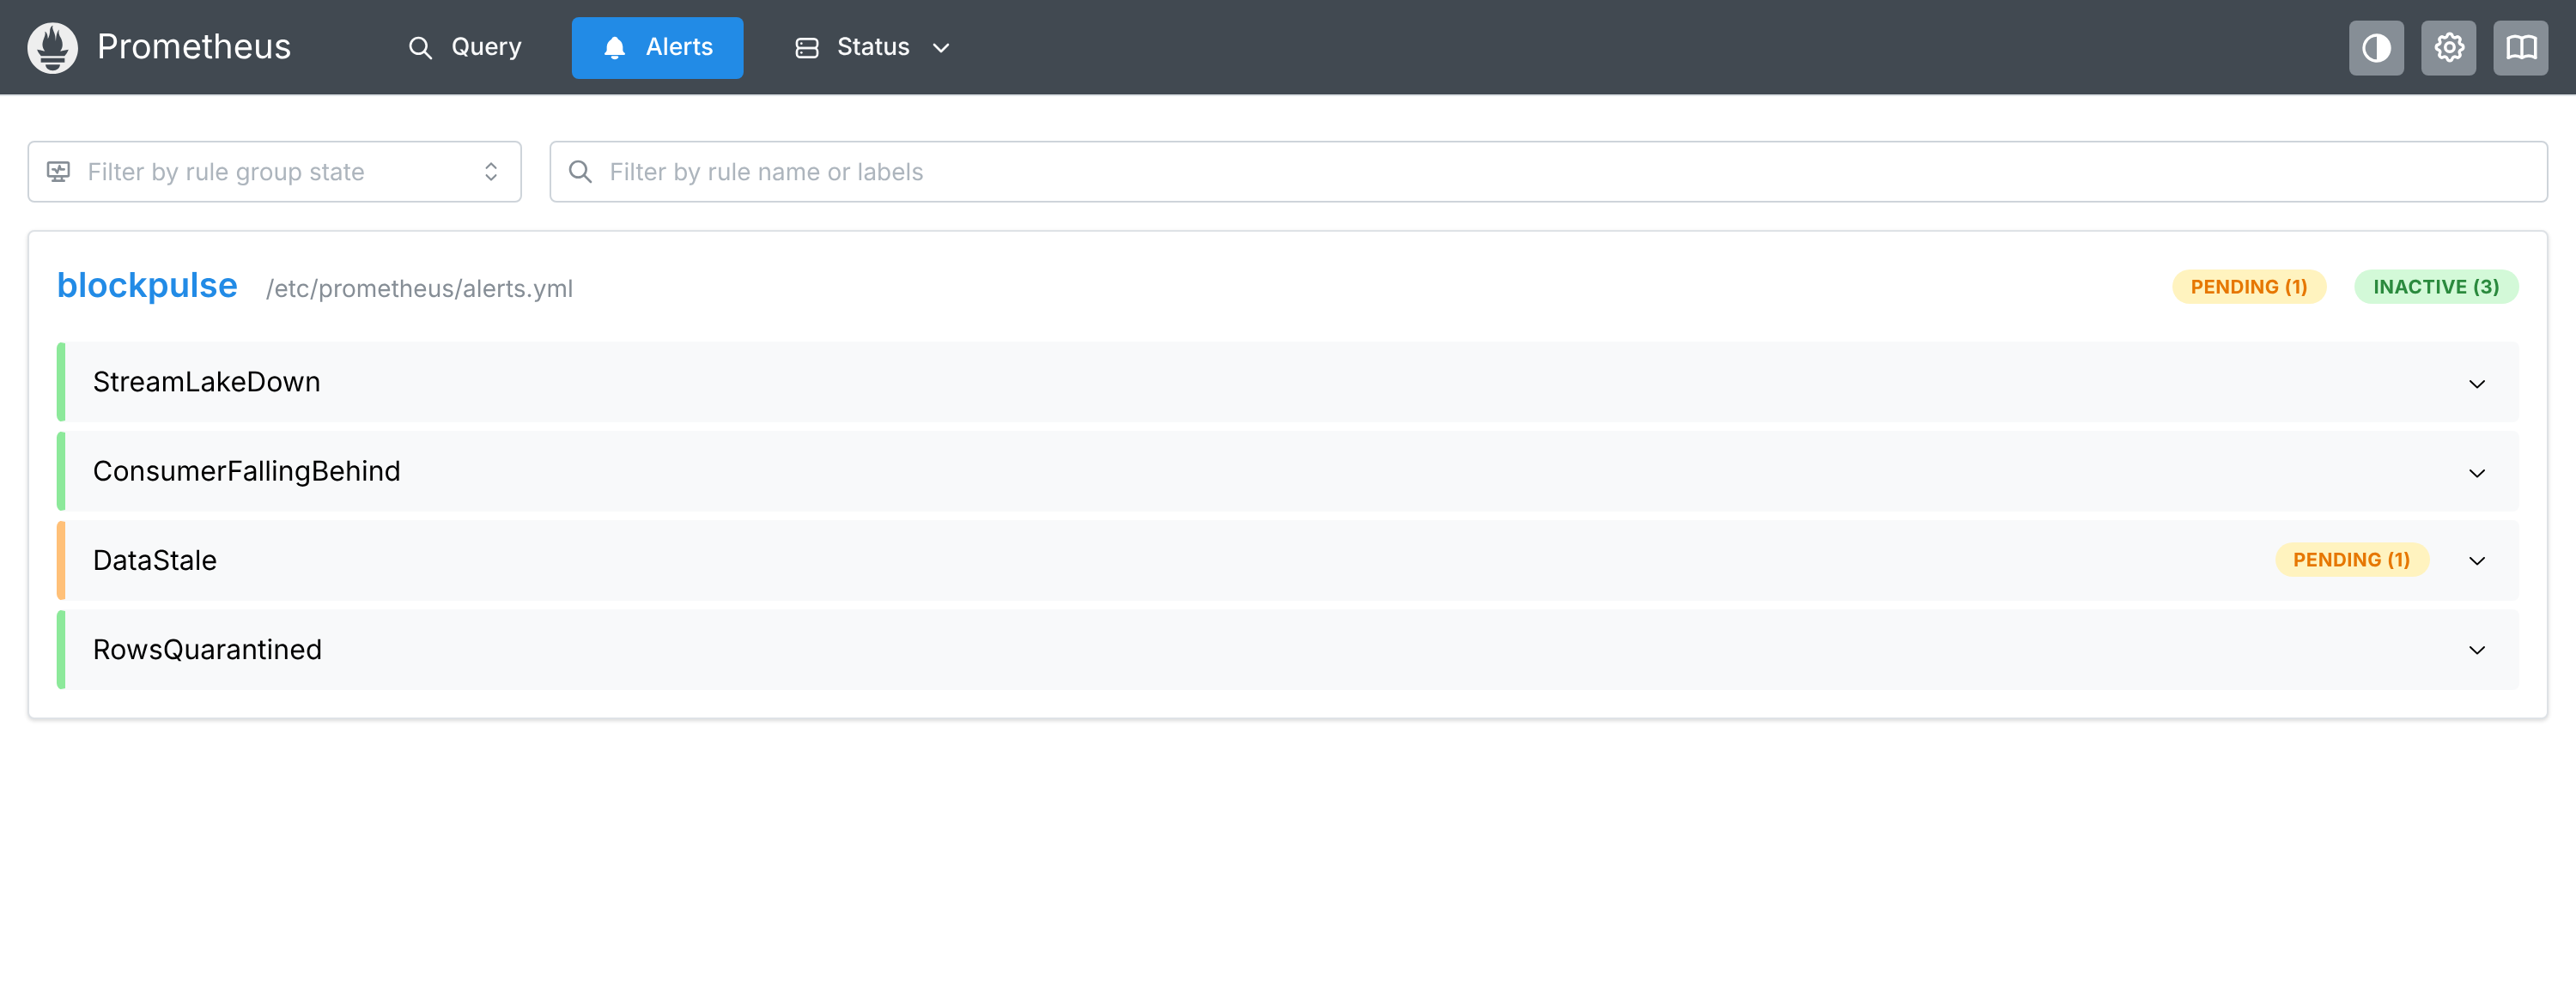 Prometheus Query Alerts Status
Filter by rule group state Filter by rule name or labels
blockpulse /etc/prometheus/alerts.yml PENDING (1) INACTIVE (3)
StreamLakeDown
ConsumerFallingBehind
DataStale PENDING (1)
RowsQuarantined